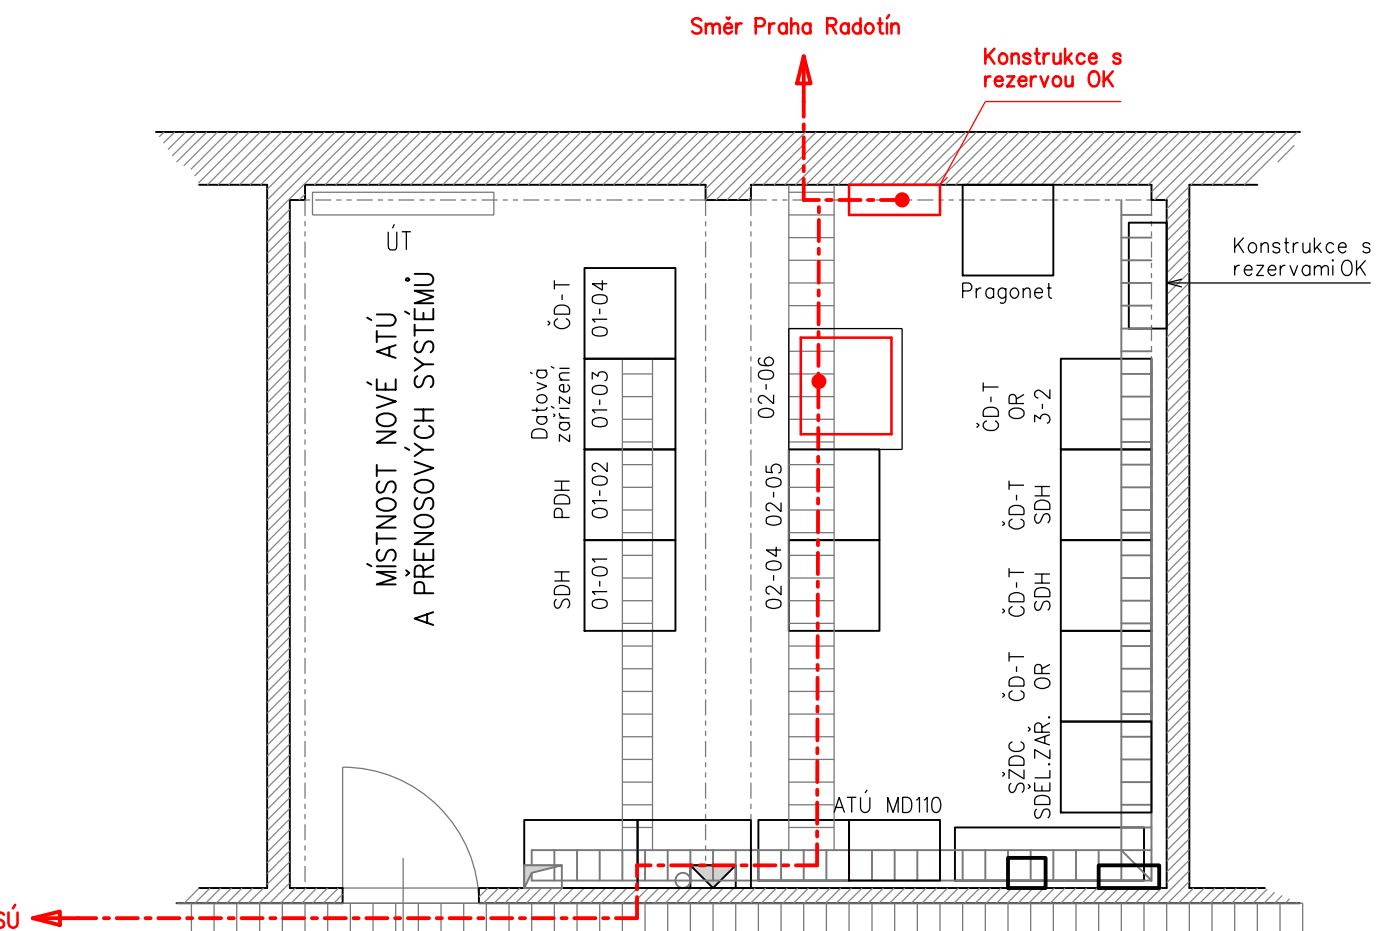 Směr Praha Radotín
Konstrukce s
rezervou OK
ÚT
Konstrukce s
rezervami OK
Pragonet
MÍSTNOST NOVÉ ATÚ
A PŘENOSOVÝCH SYSTÉMŮ
ČD-T
01-04
Datová
zařízení
01-03
PDH
01-02
SDH
01-01
02-06
02-05
02-04
ČD-T
OR
3-2
ČD-T
SDH
ČD-T
SDH
ČD-T
OR
SŽDC
SDĚL.ZAŘ.
ATÚ MD110
SÚ